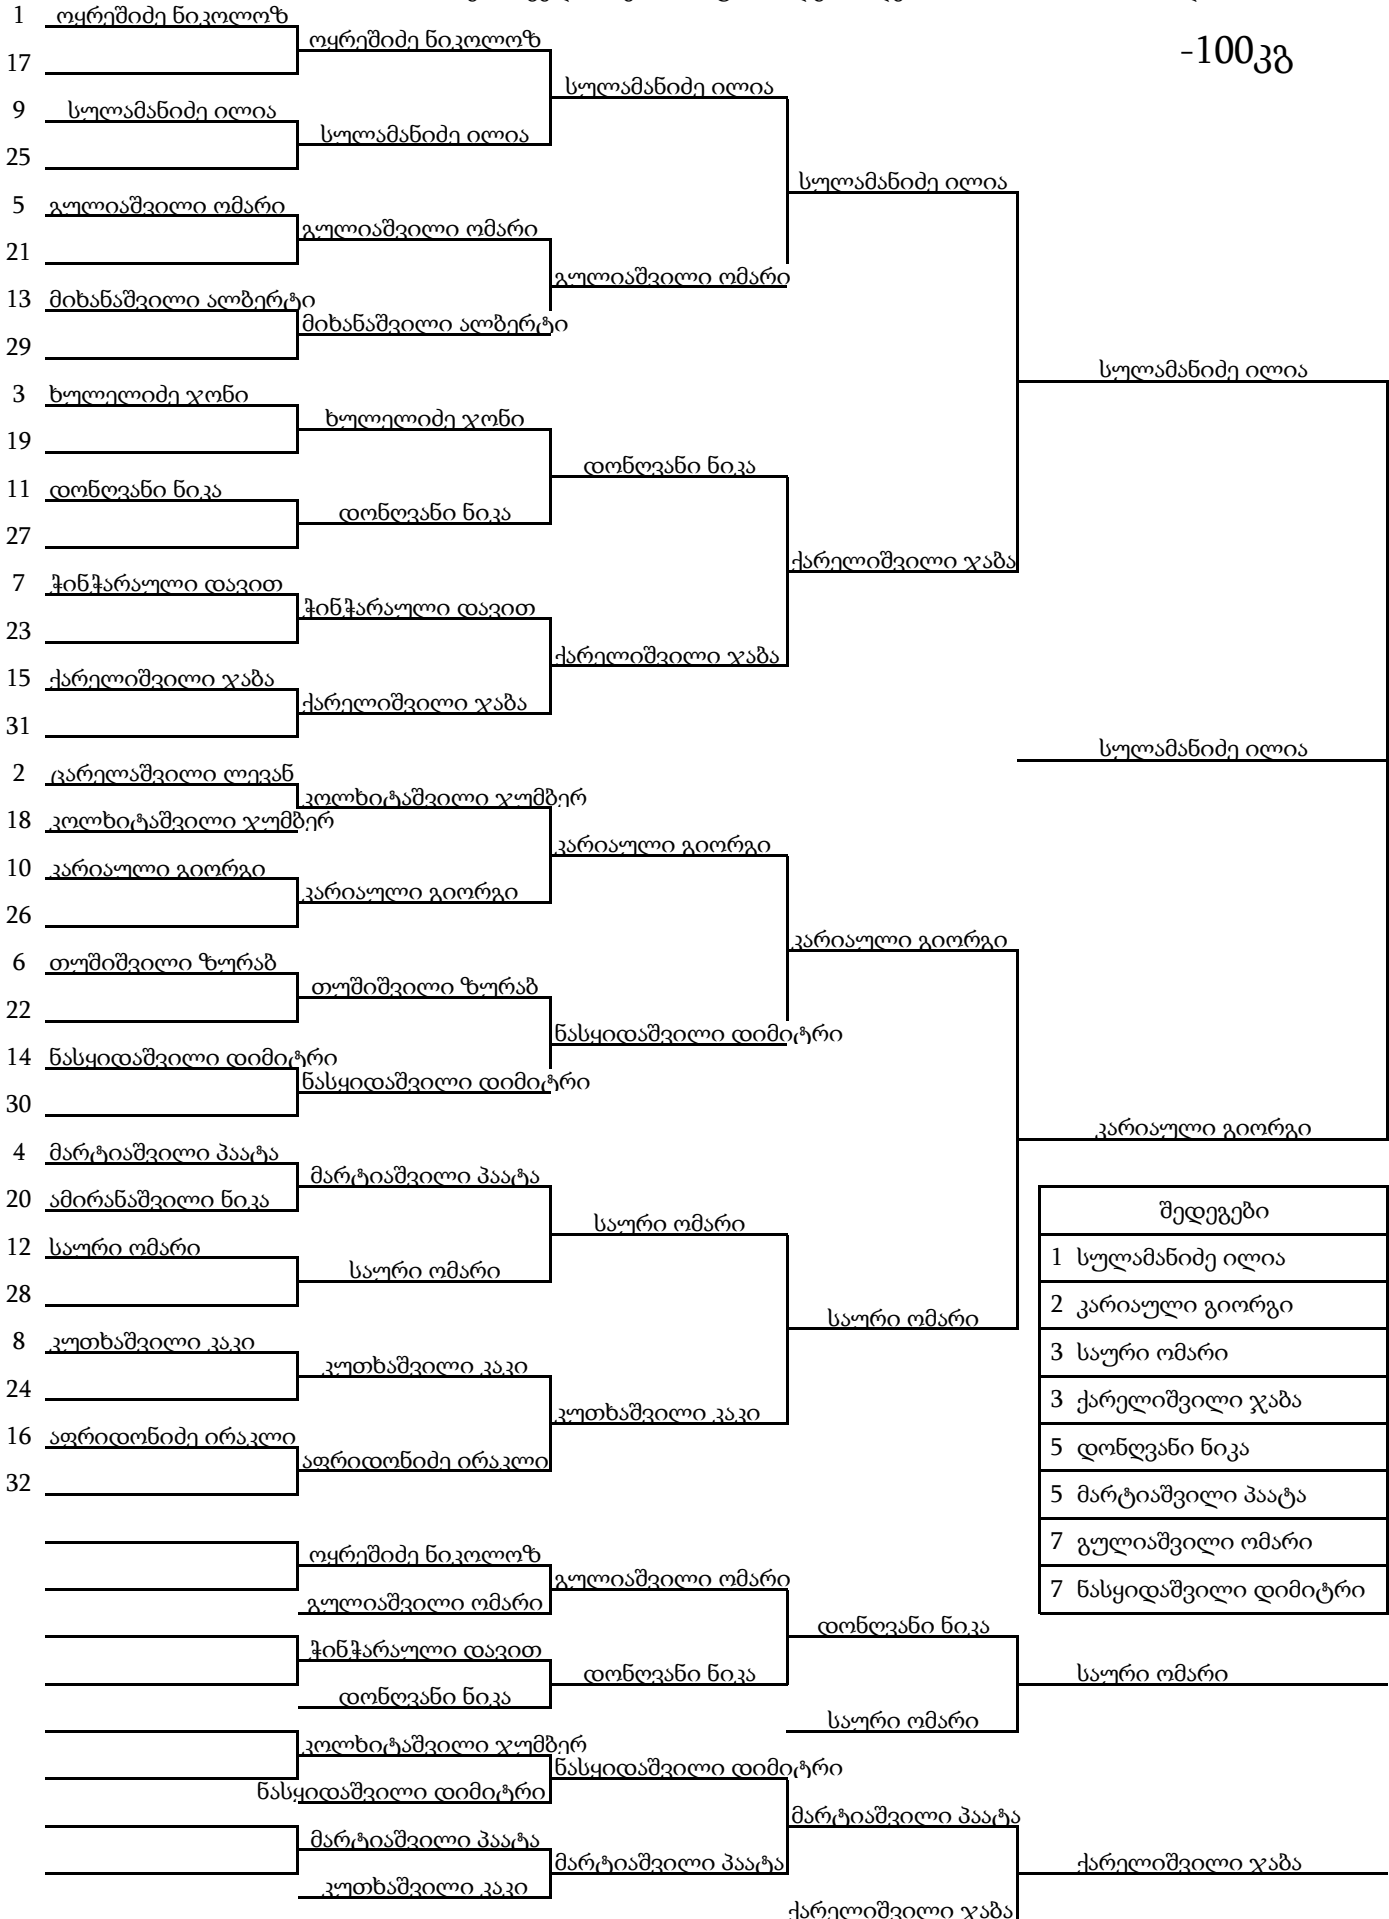 1 ოყრეშიძე ნიკოლოზ
ოყრეშიძე ნიკოლოზ
-100კგ
17
სულამანიძე ილია
9 სულამანიძე ილია
სულამანიძე ილია
25
სულამანიძე ილია
5 გულიაშვილი ომარი
გულიაშვილი ომარი
21
გულიაშვილი ომარი
13 მიხანაშვილი ალბერტი
მიხანაშვილი ალბერტი
29
სულამანიძე ილია
3 ხულელიძე ჯონი
ხულელიძე ჯონი
19
დონღვანი ნიკა
11 დონღვანი ნიკა
დონღვანი ნიკა
27
ქარელიშვილი ჯაბა
7 ჭინჭარაული დავით
ჭინჭარაული დავით
23
ქარელიშვილი ჯაბა
15 ქარელიშვილი ჯაბა
ქარელიშვილი ჯაბა
31
სულამანიძე ილია
2 ცარელაშვილი ლევან
კოლხიტაშვილი ჯუმბერ
18 კოლხიტაშვილი ჯუმბერ
კარიაული გიორგი
10 კარიაული გიორგი
კარიაული გიორგი
26
კარიაული გიორგი
6 თუშიშვილი ზურაბ
თუშიშვილი ზურაბ
22
ნასყიდაშვილი დიმიტრი
14 ნასყიდაშვილი დიმიტრი
ნასყიდაშვილი დიმიტრი
30
კარიაული გიორგი
4 მარტიაშვილი პაატა
მარტიაშვილი პაატა
20 ამირანაშვილი ნიკა
საური ომარი
12 საური ომარი
საური ომარი
28
საური ომარი
8 კუთხაშვილი კაკი
კუთხაშვილი კაკი
24
კუთხაშვილი კაკი
16 აფრიდონიძე ირაკლი
აფრიდონიძე ირაკლი
32
შედეგები
1 სულამანიძე ილია
2 კარიაული გიორგი
3 საური ომარი
3 ქარელიშვილი ჯაბა
5 დონღვანი ნიკა
5 მარტიაშვილი პაატა
7 გულიაშვილი ომარი
7 ნასყიდაშვილი დიმიტრი
ოყრეშიძე ნიკოლოზ
გულიაშვილი ომარი
გულიაშვილი ომარი
დონღვანი ნიკა
ჭინჭარაული დავით
დონღვანი ნიკა
საური ომარი
დონღვანი ნიკა
საური ომარი
კოლხიტაშვილი ჯუმბერ
ნასყიდაშვილი დიმიტრი
ნასყიდაშვილი დიმიტრი
მარტიაშვილი პაატა
მარტიაშვილი პაატა
მარტიაშვილი პაატა
ქარელიშვილი ჯაბა
კუთხაშვილი კაკი
ქარელიშვილი ჯაბა